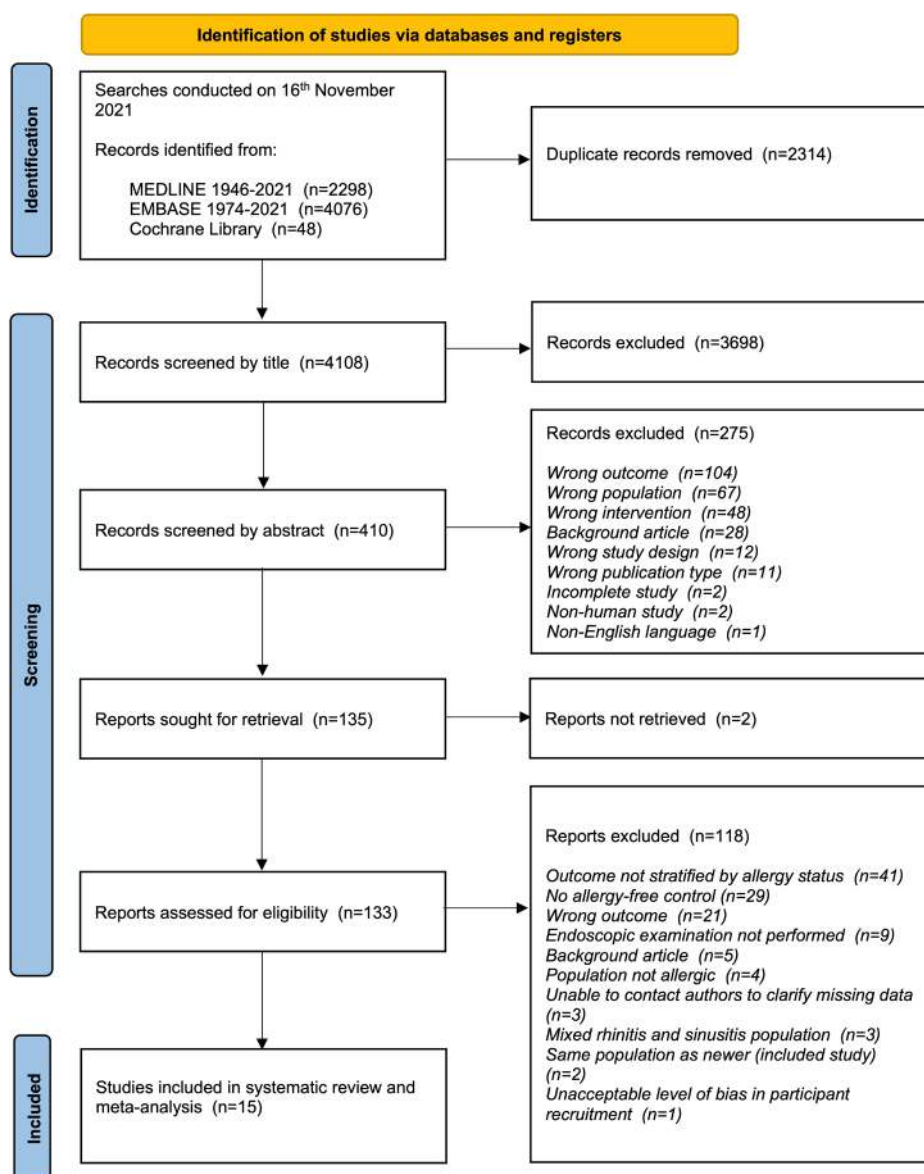 Identification of studies via databases and registers
Identification
Searches conducted on 16th November
2021
Records identified from:
MEDLINE 1946-2021 (n=2298)
EMBASE 1974-2021 (n=4076)
Cochrane Library (n=48)
Duplicate records removed (n=2314)
Screening
Records screened by title (n=4108)
Records excluded (n=3698)
Records screened by abstract (n=410)
Records excluded (n=275)
Wrong outcome (n=104)
Wrong population (n=67)
Wrong intervention (n=48)
Background article (n=28)
Wrong study design (n=12)
Wrong publication type (n=11)
Incomplete study (n=2)
Non-human study (n=2)
Non-English language (n=1)
Reports sought for retrieval (n=135)
Reports not retrieved (n=2)
Reports assessed for eligibility (n=133)
Reports excluded (n=118)
Outcome not stratified by allergy status (n=41)
No allergy-free control (n=29)
Wrong outcome (n=21)
Endoscopic examination not performed (n=9)
Background article (n=5)
Population not allergic (n=4)
Unable to contact authors to clarify missing data
(n=3)
Mixed rhinitis and sinusitis population (n=3)
Same population as newer (included study)
(n=2)
Unacceptable level of bias in participant
recruitment (n=1)
Included
Studies included in systematic review and
meta-analysis (n=15)